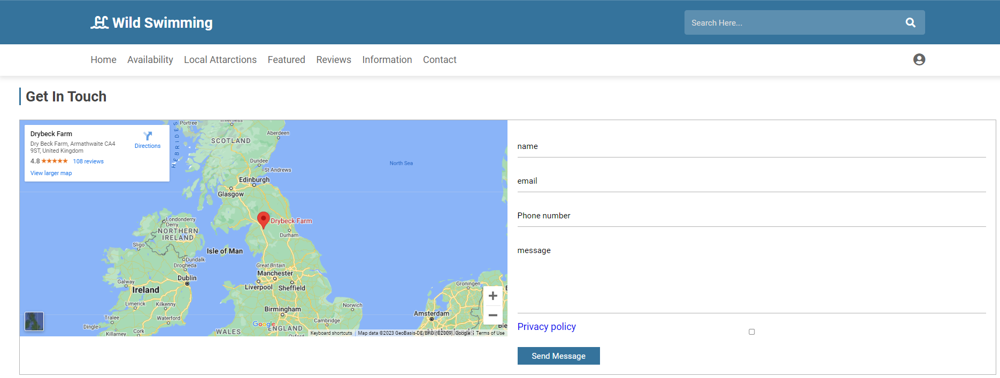 Wild Swimming
Search Here...
Home Availability Local Attarctions Featured Reviews Information Contact
Get In Touch
Drybeck Farm
Dry Beck Farm, Armathwaite CA4
9ST, United Kingdom
4.8 108 reviews
View larger map
Directions
HEBRIDES
Portree
Inverness
Aberdeen
SCOTLAND
Dundee
St Andrews
North Sea
Edinburgh
Glasgow
Drybeck Farm
Londonderry
Derry
NORTHERN
IRELAND
Durham
Sligo
Isle of Man
Dundalk
Drogheda
Great Britain
Manchester
Dublin
Galway
Liverpool Sheffield
Groningen
Ireland
Limerick Kilkenny
Norwich
Birmingham
Amsterdam
Tralee
Waterford
Cambridge
Google
Bie
Dingle
ENGLAND
Killarney Cork
WALES
Oxford
Netherlands
Keyboard shortcuts Map data ©2023 GeoBasis-DE/BKG (©2009), Google Terms of Use
name
email
Phone number
message
Privacy policy
Send Message